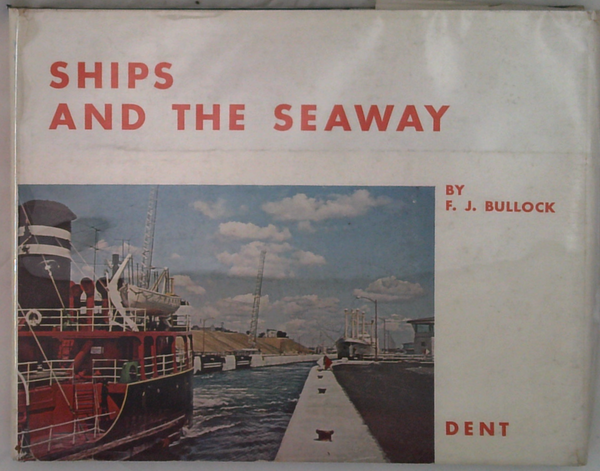 SHIPS
AND THE SEAWAY
BY
F. J. BULLOCK
DENT